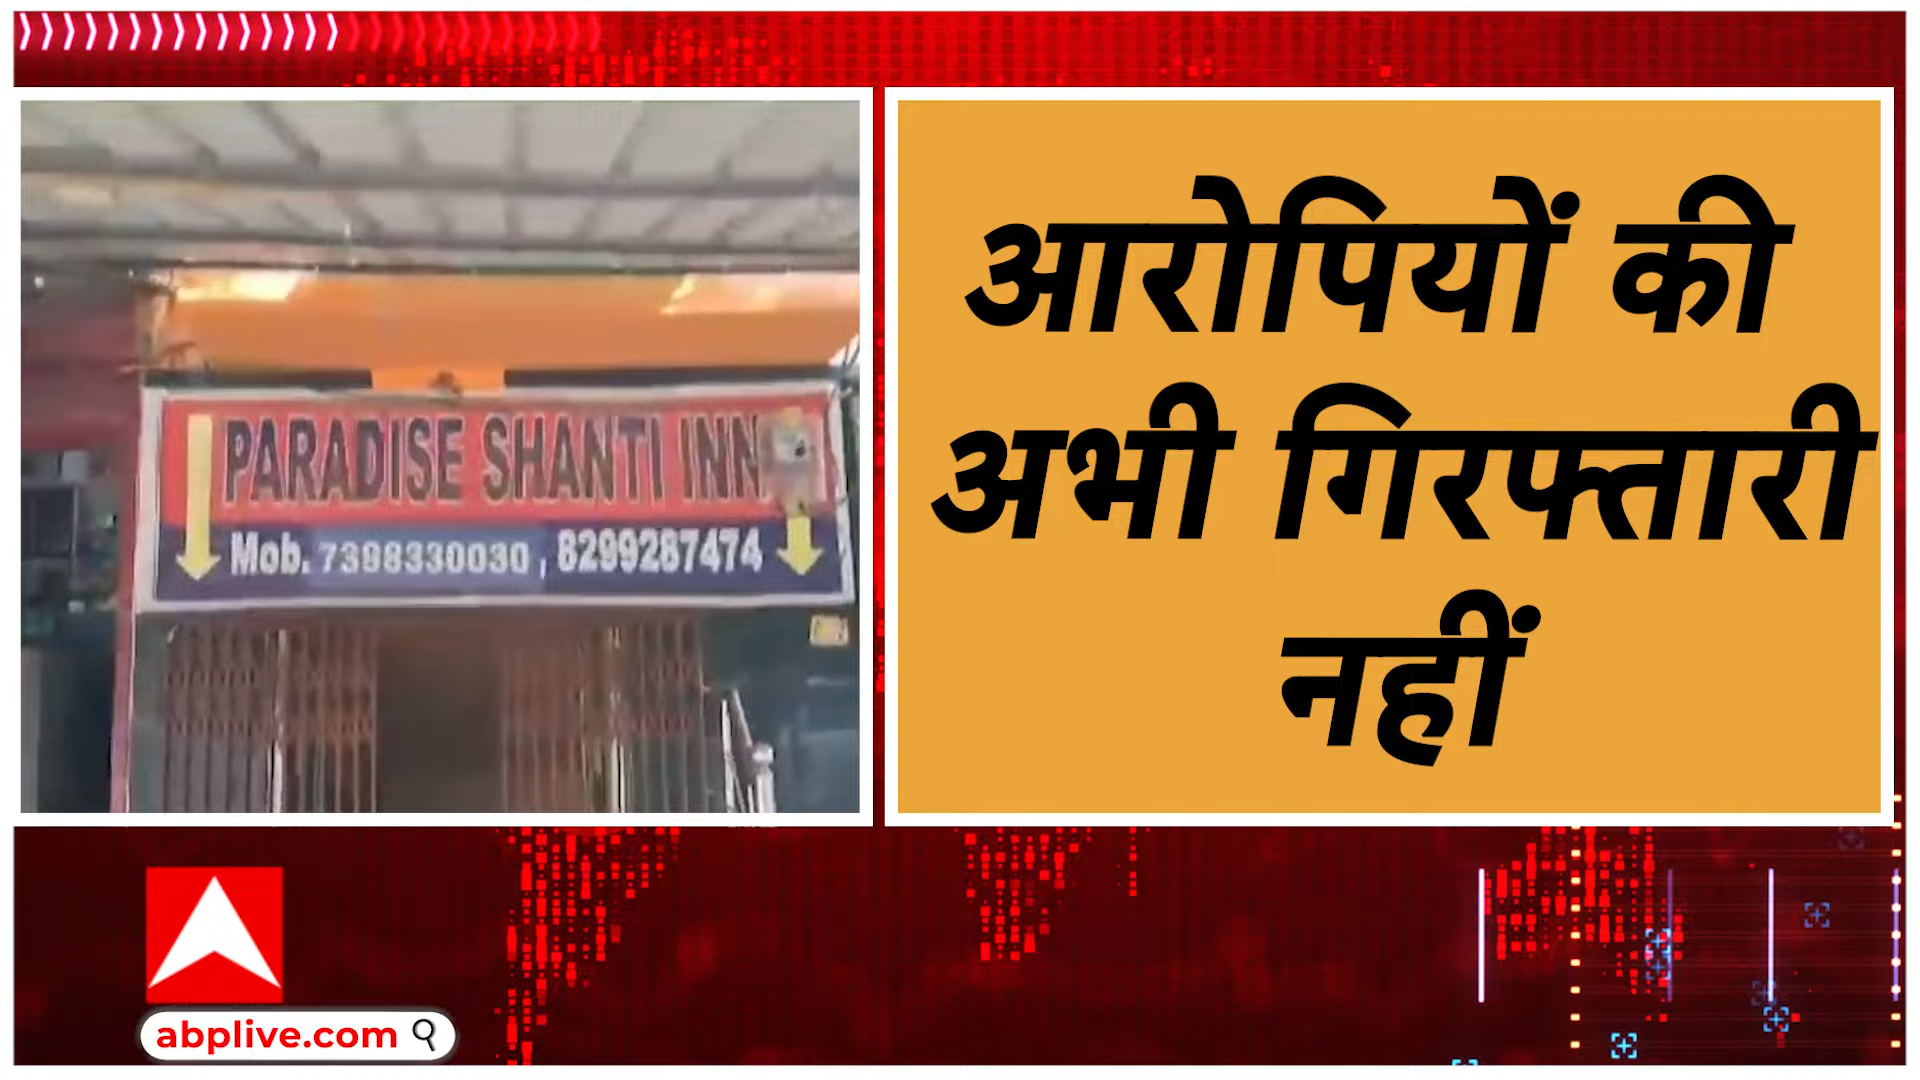 PARADISE SHANTI INN
Mob. 7398330030, 8299287474
आरोपियों की
अभी गिरफ्तारी
नहीं
abplive.com